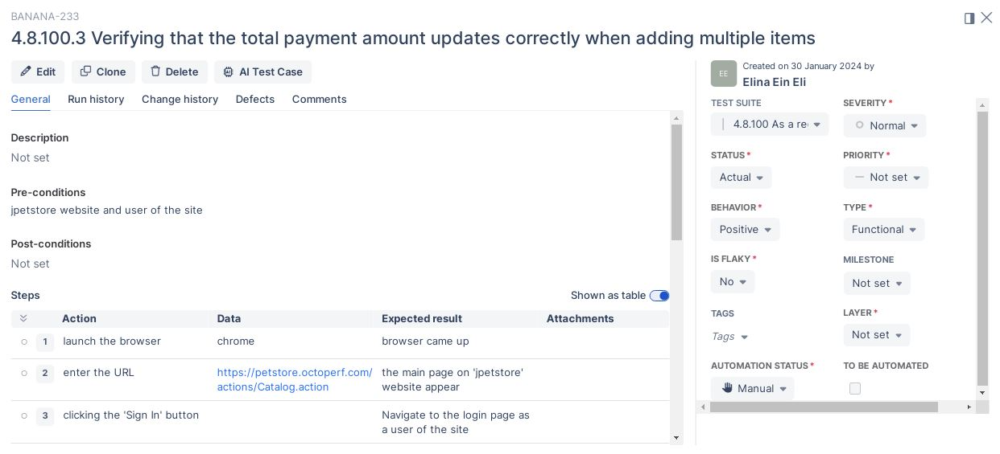 BANANA-233
4.8.100.3 Verifying that the total payment amount updates correctly when adding multiple items
Edit Clone Delete AI Test Case
General Run history Change history Defects Comments
Description
Not set
Pre-conditions
jpetstore website and user of the site
Post-conditions
Not set
Steps
Shown as table
Action Data Expected result Attachments
1 launch the browser chrome browser came up
2 enter the URL https://petstore.octoperf.com/ the main page on 'jpetstore'
actions/Catalog.action website appear
3 clicking the 'Sign In' button Navigate to the login page as
a user of the site
EE
Created on 30 January 2024 by
Elina Ein Eli
TEST SUITE SEVERITY*
4.8.100 As a re Normal
STATUS* PRIORITY*
Actual Not set
BEHAVIOR* TYPE*
Positive Functional
IS FLAKY* MILESTONE
No Not set
TAGS LAYER*
Tags Not set
AUTOMATION STATUS* TO BE AUTOMATED
Manual